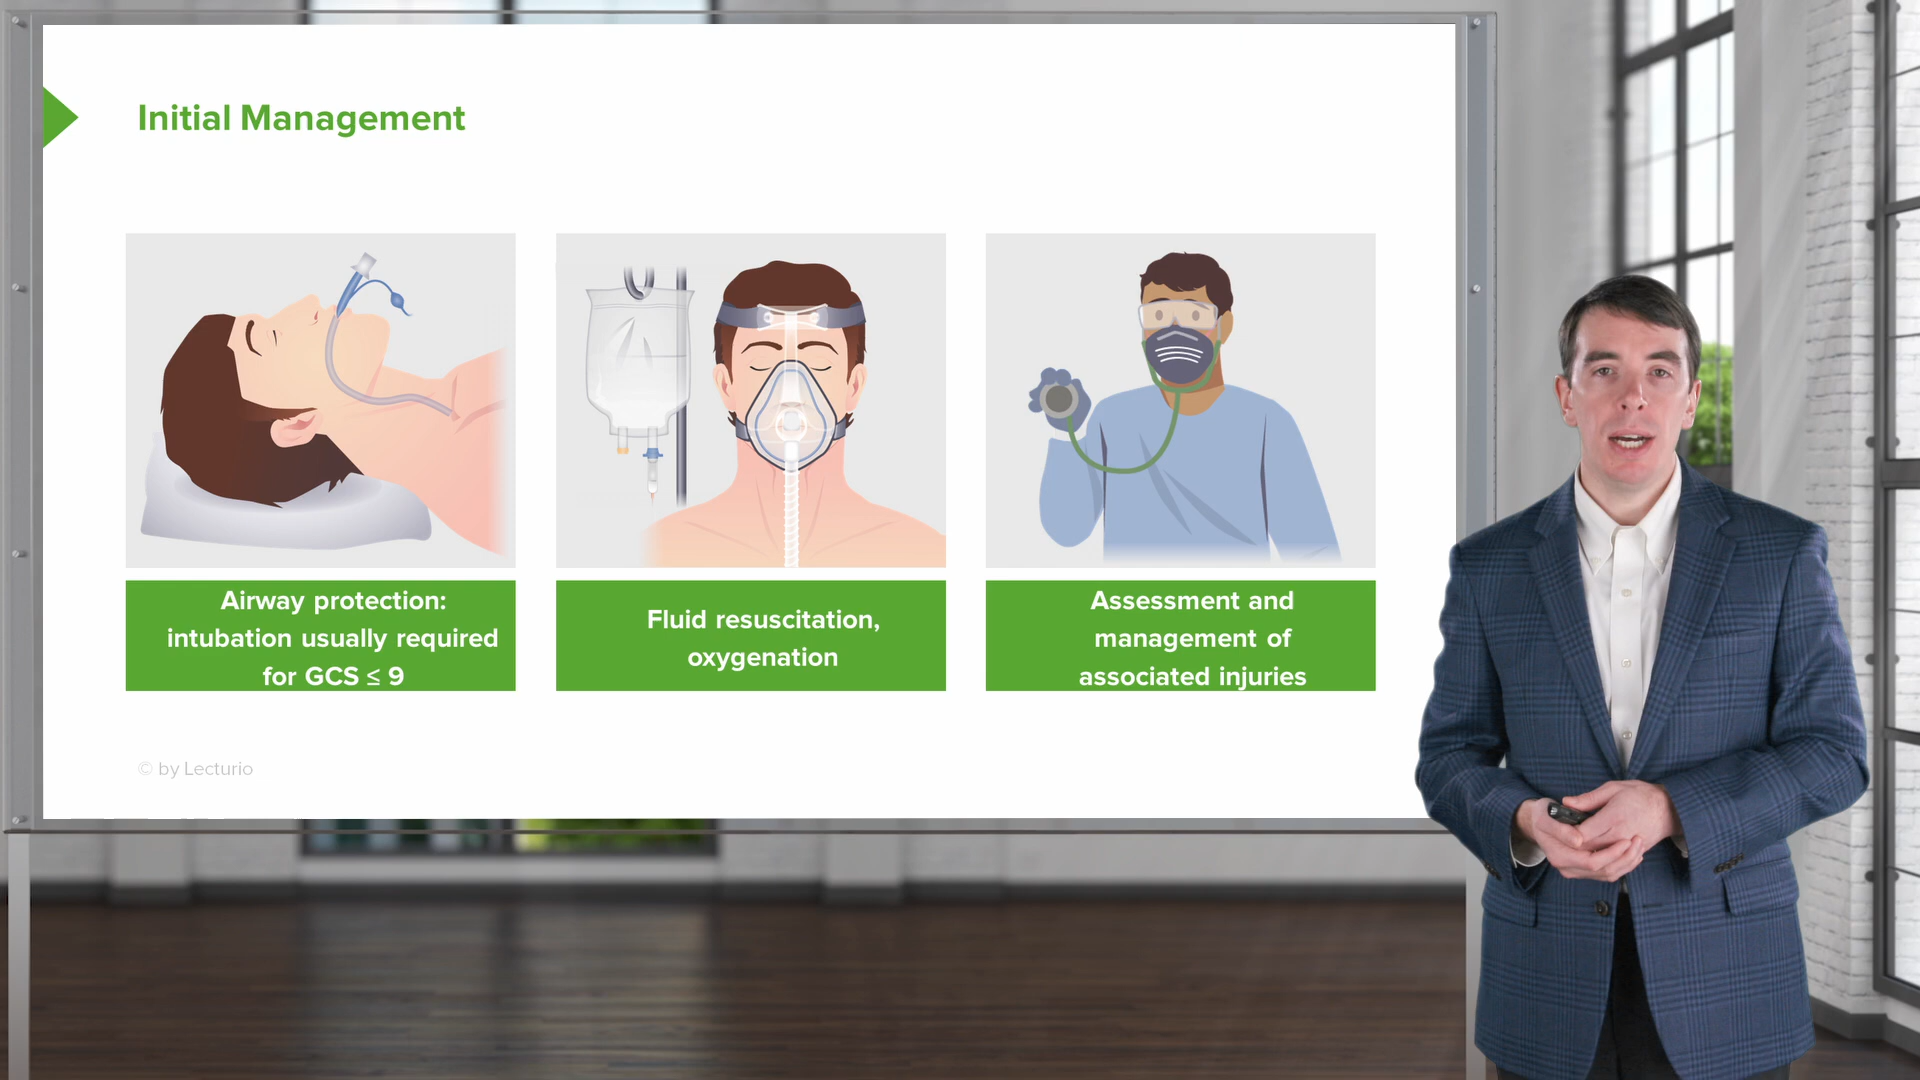 Initial Management
Airway protection:
intubation usually required
for GCS ≤ 9
Fluid resuscitation,
oxygenation
Assessment and
management of
associated injuries
© by Lecturio